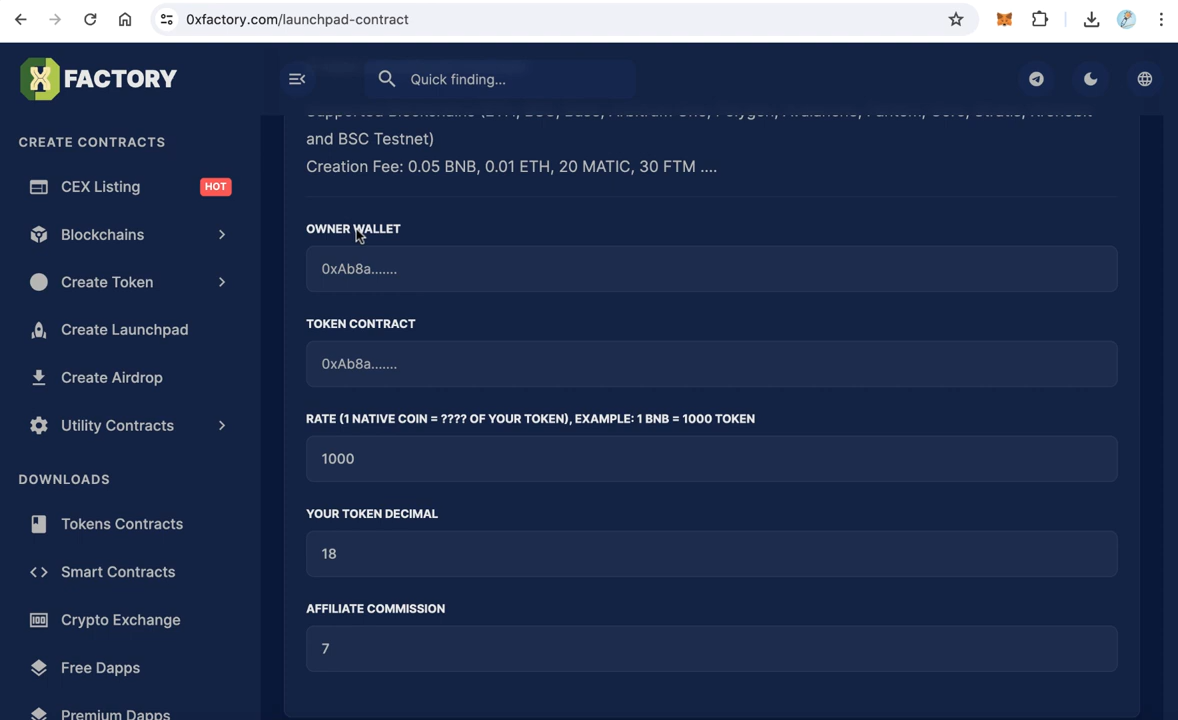 0xfactory.com/launchpad-contract
FACTORY
Quick finding...
CREATE CONTRACTS
CEX Listing
HOT
Blockchains
Create Token
Create Launchpad
Create Airdrop
Utility Contracts
DOWNLOADS
Tokens Contracts
Smart Contracts
Crypto Exchange
Free Dapps
Premium Dapps
and BSC Testnet)
Creation Fee: 0.05 BNB, 0.01 ETH, 20 MATIC, 30 FTM ....
OWNER WALLET
0xAb8a.......
TOKEN CONTRACT
0xAb8a.......
RATE (1 NATIVE COIN = ???? OF YOUR TOKEN), EXAMPLE: 1 BNB = 1000 TOKEN
1000
YOUR TOKEN DECIMAL
18
AFFILIATE COMMISSION
7